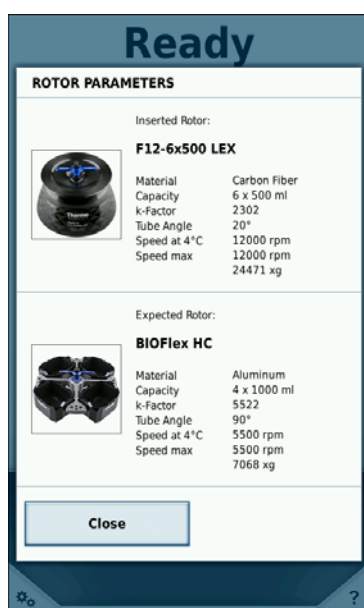 Ready
ROTOR PARAMETERS
Inserted Rotor:
F12-6x500 LEX
Thermo
Material Carbon Fiber
Capacity 6 x 500 ml
k-Factor 2302
Tube Angle 20°
Speed at 4°C 12000 rpm
Speed max 12000 rpm
24471 xg
Expected Rotor:
BIOFlex HC
Material Aluminum
Capacity 4 x 1000 ml
k-Factor 5522
Tube Angle 90°
Speed at 4°C 5500 rpm
Speed max 5500 rpm
7068 xg
Close
?